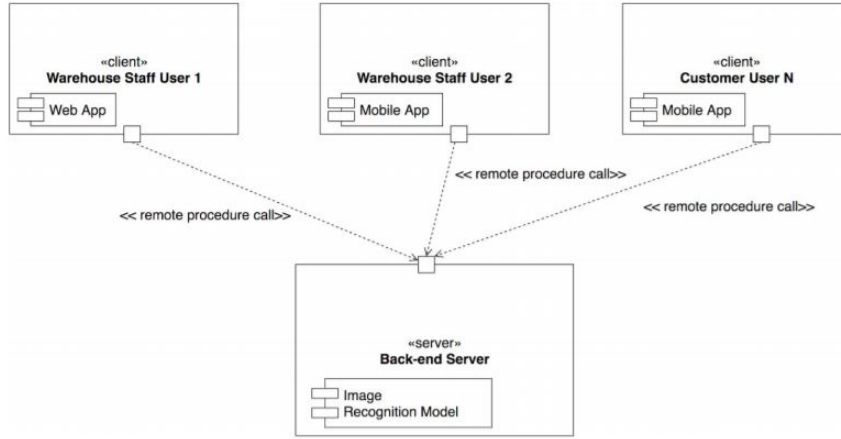 «client»
Warehouse Staff User 1
Web App
«client»
Warehouse Staff User 2
Mobile App
«client»
Customer User N
Mobile App
<< remote procedure call>>
<< remote procedure call>>
<< remote procedure call>>
«server»
Back-end Server
Image
Recognition Model